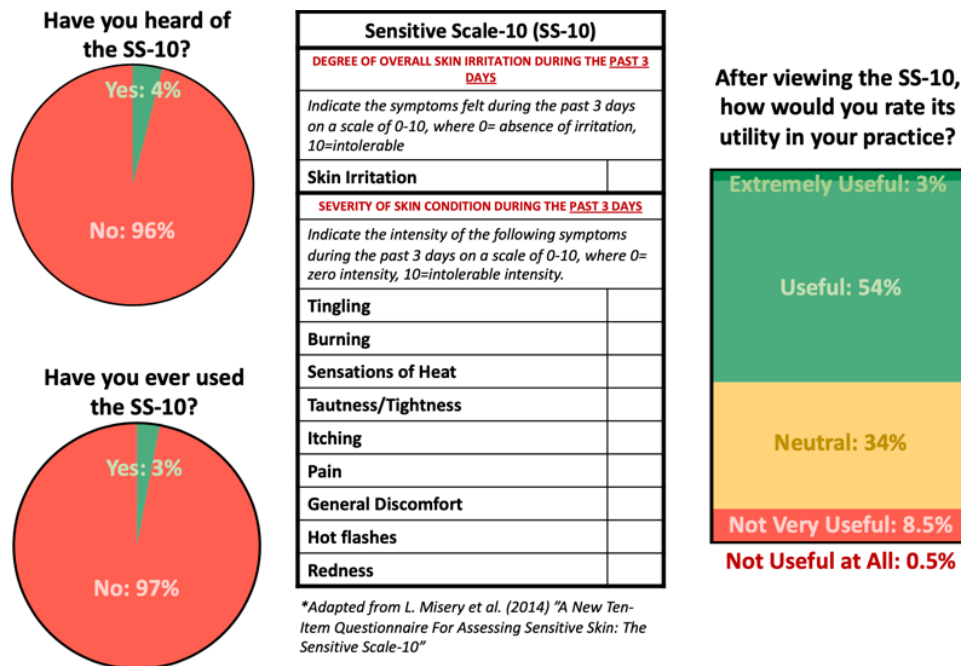 Have you heard of
the SS-10?
Yes: 4%
No: 96%
Have you ever used
the SS-10?
Yes: 3%
No: 97%
Sensitive Scale-10 (SS-10)
DEGREE OF OVERALL SKIN IRRITATION DURING THE PAST 3
DAYS
Indicate the symptoms felt during the past 3 days
on a scale of 0-10, where 0= absence of irritation,
10=intolerable
Skin Irritation
SEVERITY OF SKIN CONDITION DURING THE PAST 3 DAYS
Indicate the intensity of the following symptoms
during the past 3 days on a scale of 0-10, where 0=
zero intensity, 10=intolerable intensity.
Tingling
Burning
Sensations of Heat
Tautness/Tightness
Itching
Pain
General Discomfort
Hot flashes
Redness
*Adapted from L. Misery et al. (2014) "A New Ten-
Item Questionnaire For Assessing Sensitive Skin: The
Sensitive Scale-10"
After viewing the SS-10,
how would you rate its
utility in your practice?
Extremely Useful: 3%
Useful: 54%
Neutral: 34%
Not Very Useful: 8.5%
Not Useful at All: 0.5%